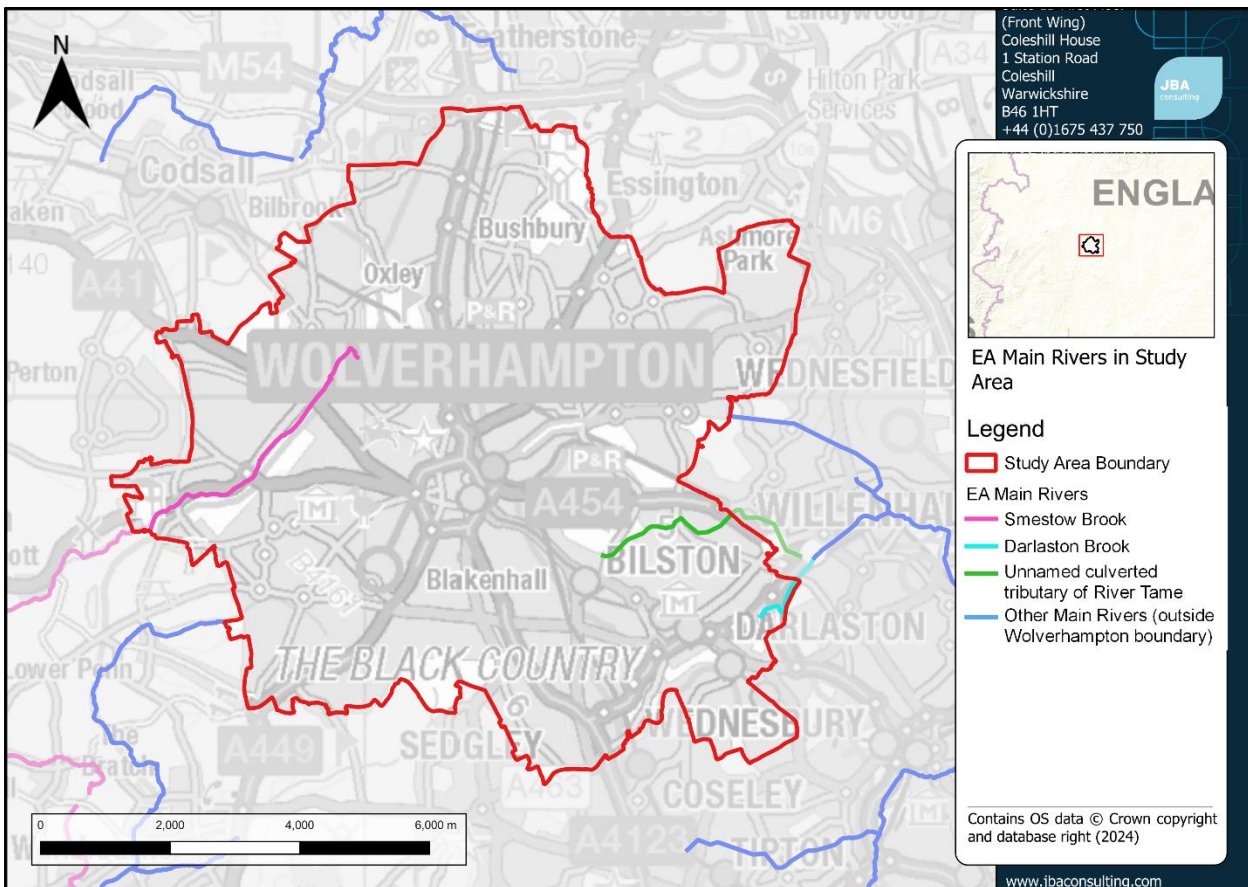 N
Featherstone
M54
A34
Hilton Park
Services
Codsall
Bilbrook
Essington
M6
Bushbury
Ashmore
Park
Oxley
A41
P&R
WOLVERHAMPTON
WEDNESFIELD
Perton
P&R
BILSTON
Blakenhall
DARLASTON
THE BLACK COUNTRY
Lower Penn
WEDNESBURY
A449
SEDGLEY
A463
COSELEY
A4123
TIPTON
0 2,000 4,000 6,000 m
(Front Wing)
Coleshill House
1 Station Road
Coleshill
Warwickshire
B46 1HT
+44 (0)1675 437 750
JBA
consulting
ENGLA
EA Main Rivers in Study
Area
Legend
Study Area Boundary
EA Main Rivers
Smestow Brook
Darlaston Brook
Unnamed culverted
tributary of River Tame
Other Main Rivers (outside
Wolverhampton boundary)
Contains OS data © Crown copyright
and database right (2024)
www.jbaconsulting.com